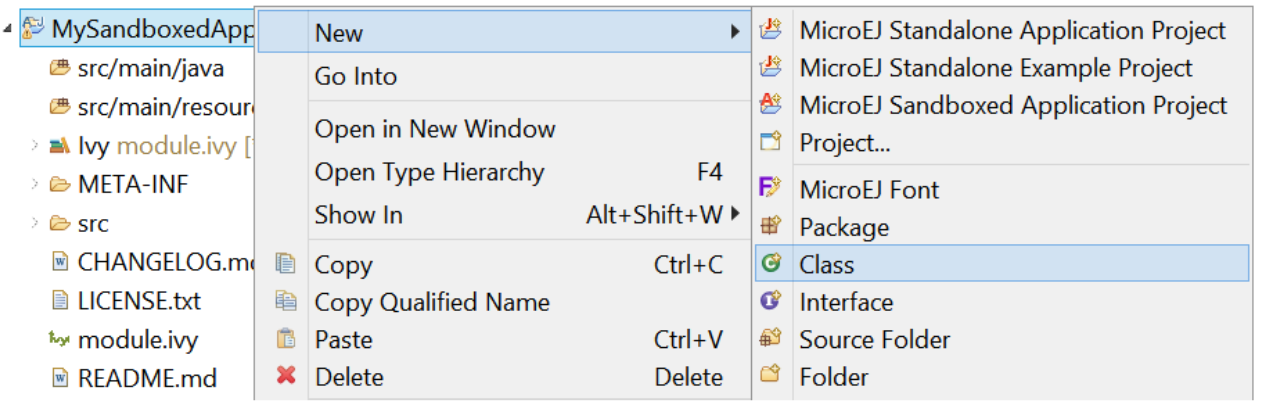 MySandboxedApp
src/main/java
src/main/resour
Ivy module.ivy [
META-INF
src
CHANGELOG.m
LICENSE.txt
module.ivy
README.md
New
Go Into
Open in New Window
Open Type Hierarchy F4
Show In Alt+Shift+W
Copy Ctrl+C
Copy Qualified Name
Paste Ctrl+V
Delete Delete
MicroEJ Standalone Application Project
MicroEJ Standalone Example Project
MicroEJ Sandboxed Application Project
Project...
MicroEJ Font
Package
Class
Interface
Source Folder
Folder